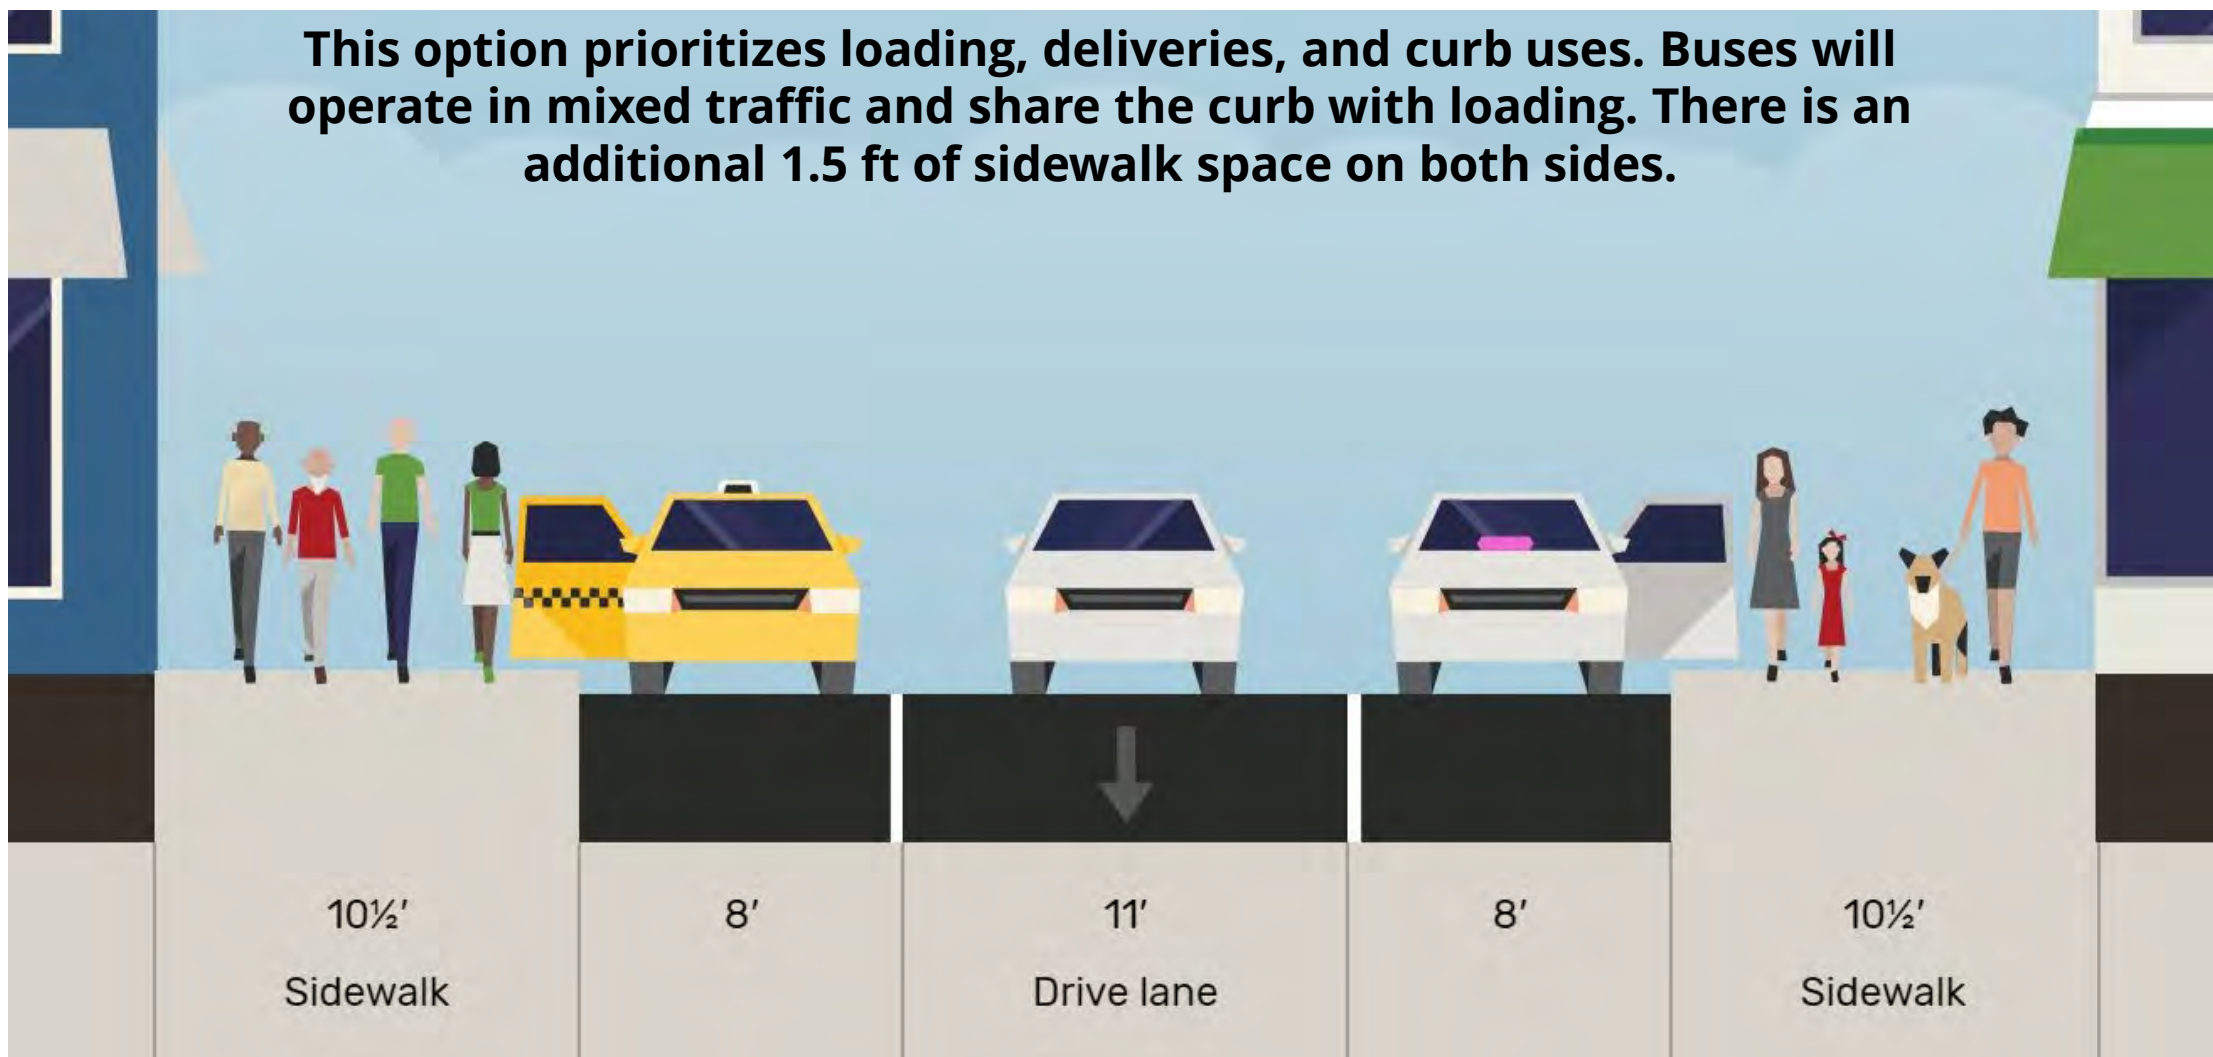 This option prioritizes loading, deliveries, and curb uses. Buses will
operate in mixed traffic and share the curb with loading. There is an
additional 1.5 ft of sidewalk space on both sides.
10½′ 8′ 11′ 8′ 10½′
Sidewalk Drive lane Sidewalk